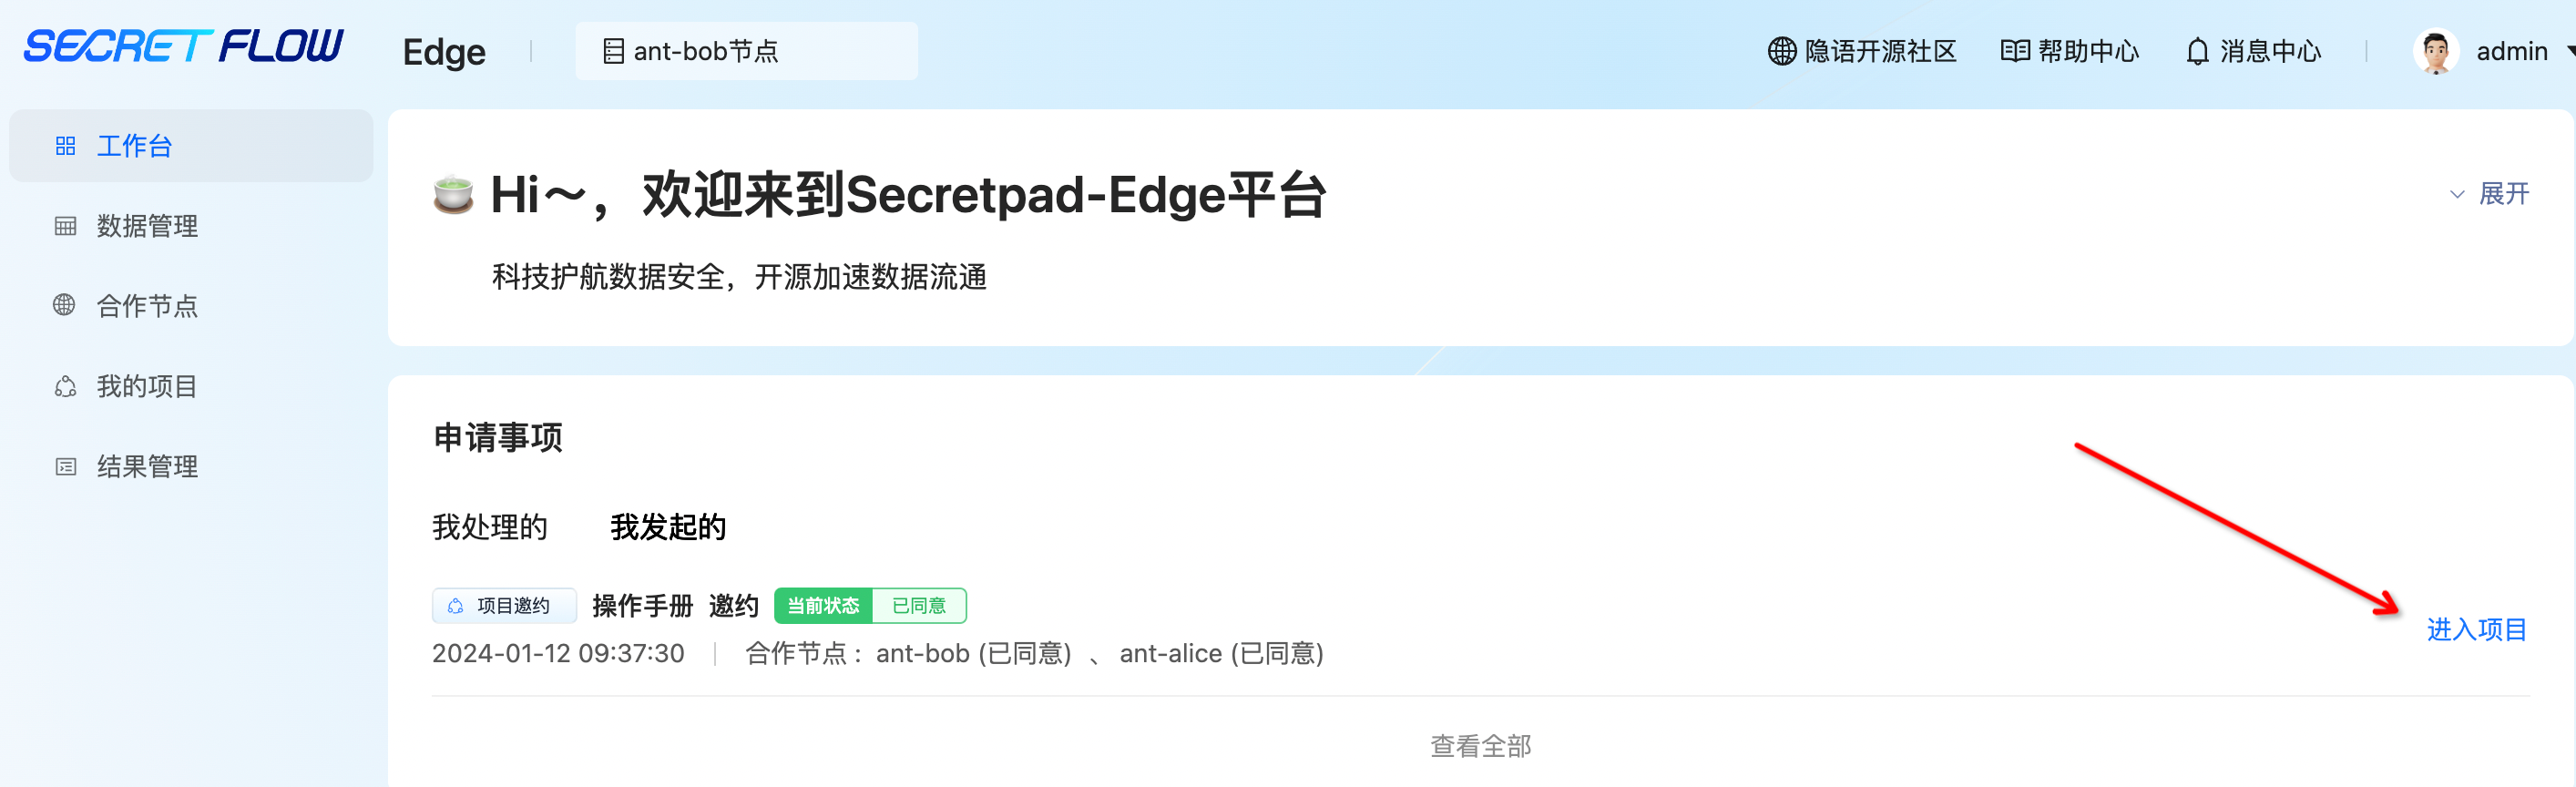 SECRET FLOW Edge ant-bob节点 隐语开源社区 帮助中心 消息中心 admin
工作台
数据管理
合作节点
我的项目
结果管理
Hi～，欢迎来到Secretpad-Edge平台 展开
科技护航数据安全，开源加速数据流通
申请事项
我处理的 我发起的
项目邀约 操作手册 邀约 当前状态 已同意
进入项目
2024-01-12 09:37:30 合作节点： ant-bob (已同意) 、 ant-alice (已同意)
查看全部